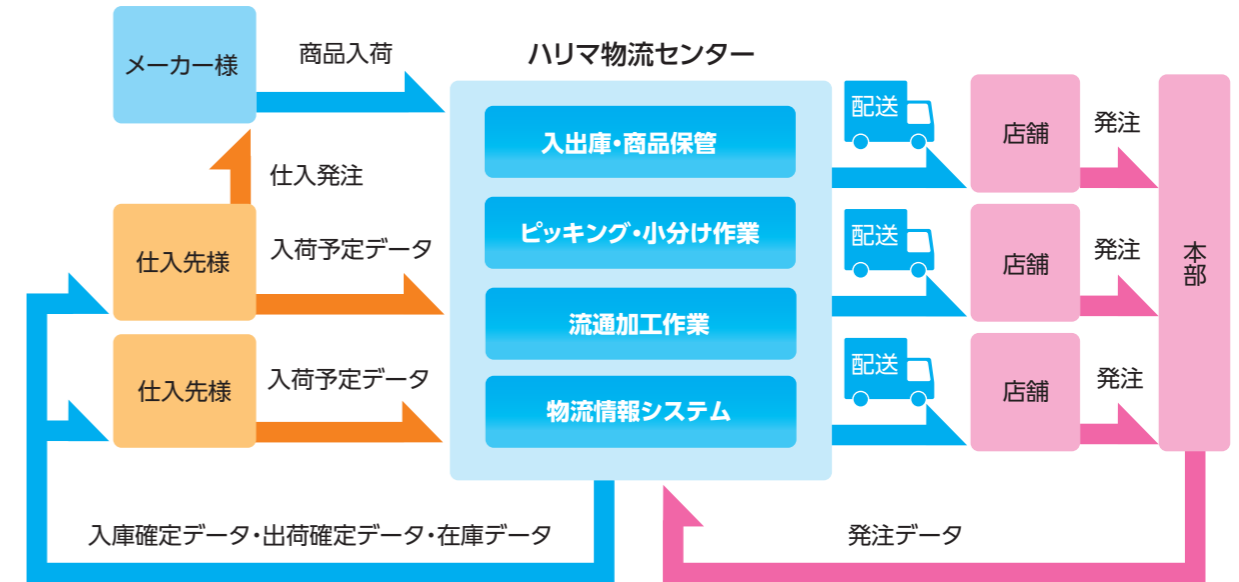 メーカー様
商品入荷
ハリマ物流センター
入出庫・商品保管
ピッキング・小分け作業
流通加工作業
物流情報システム
仕入発注
仕入先様
入荷予定データ
仕入先様
入荷予定データ
配送
店舗
発注
配送
店舗
発注
配送
店舗
発注
本部
入庫確定データ・出荷確定データ・在庫データ
発注データ